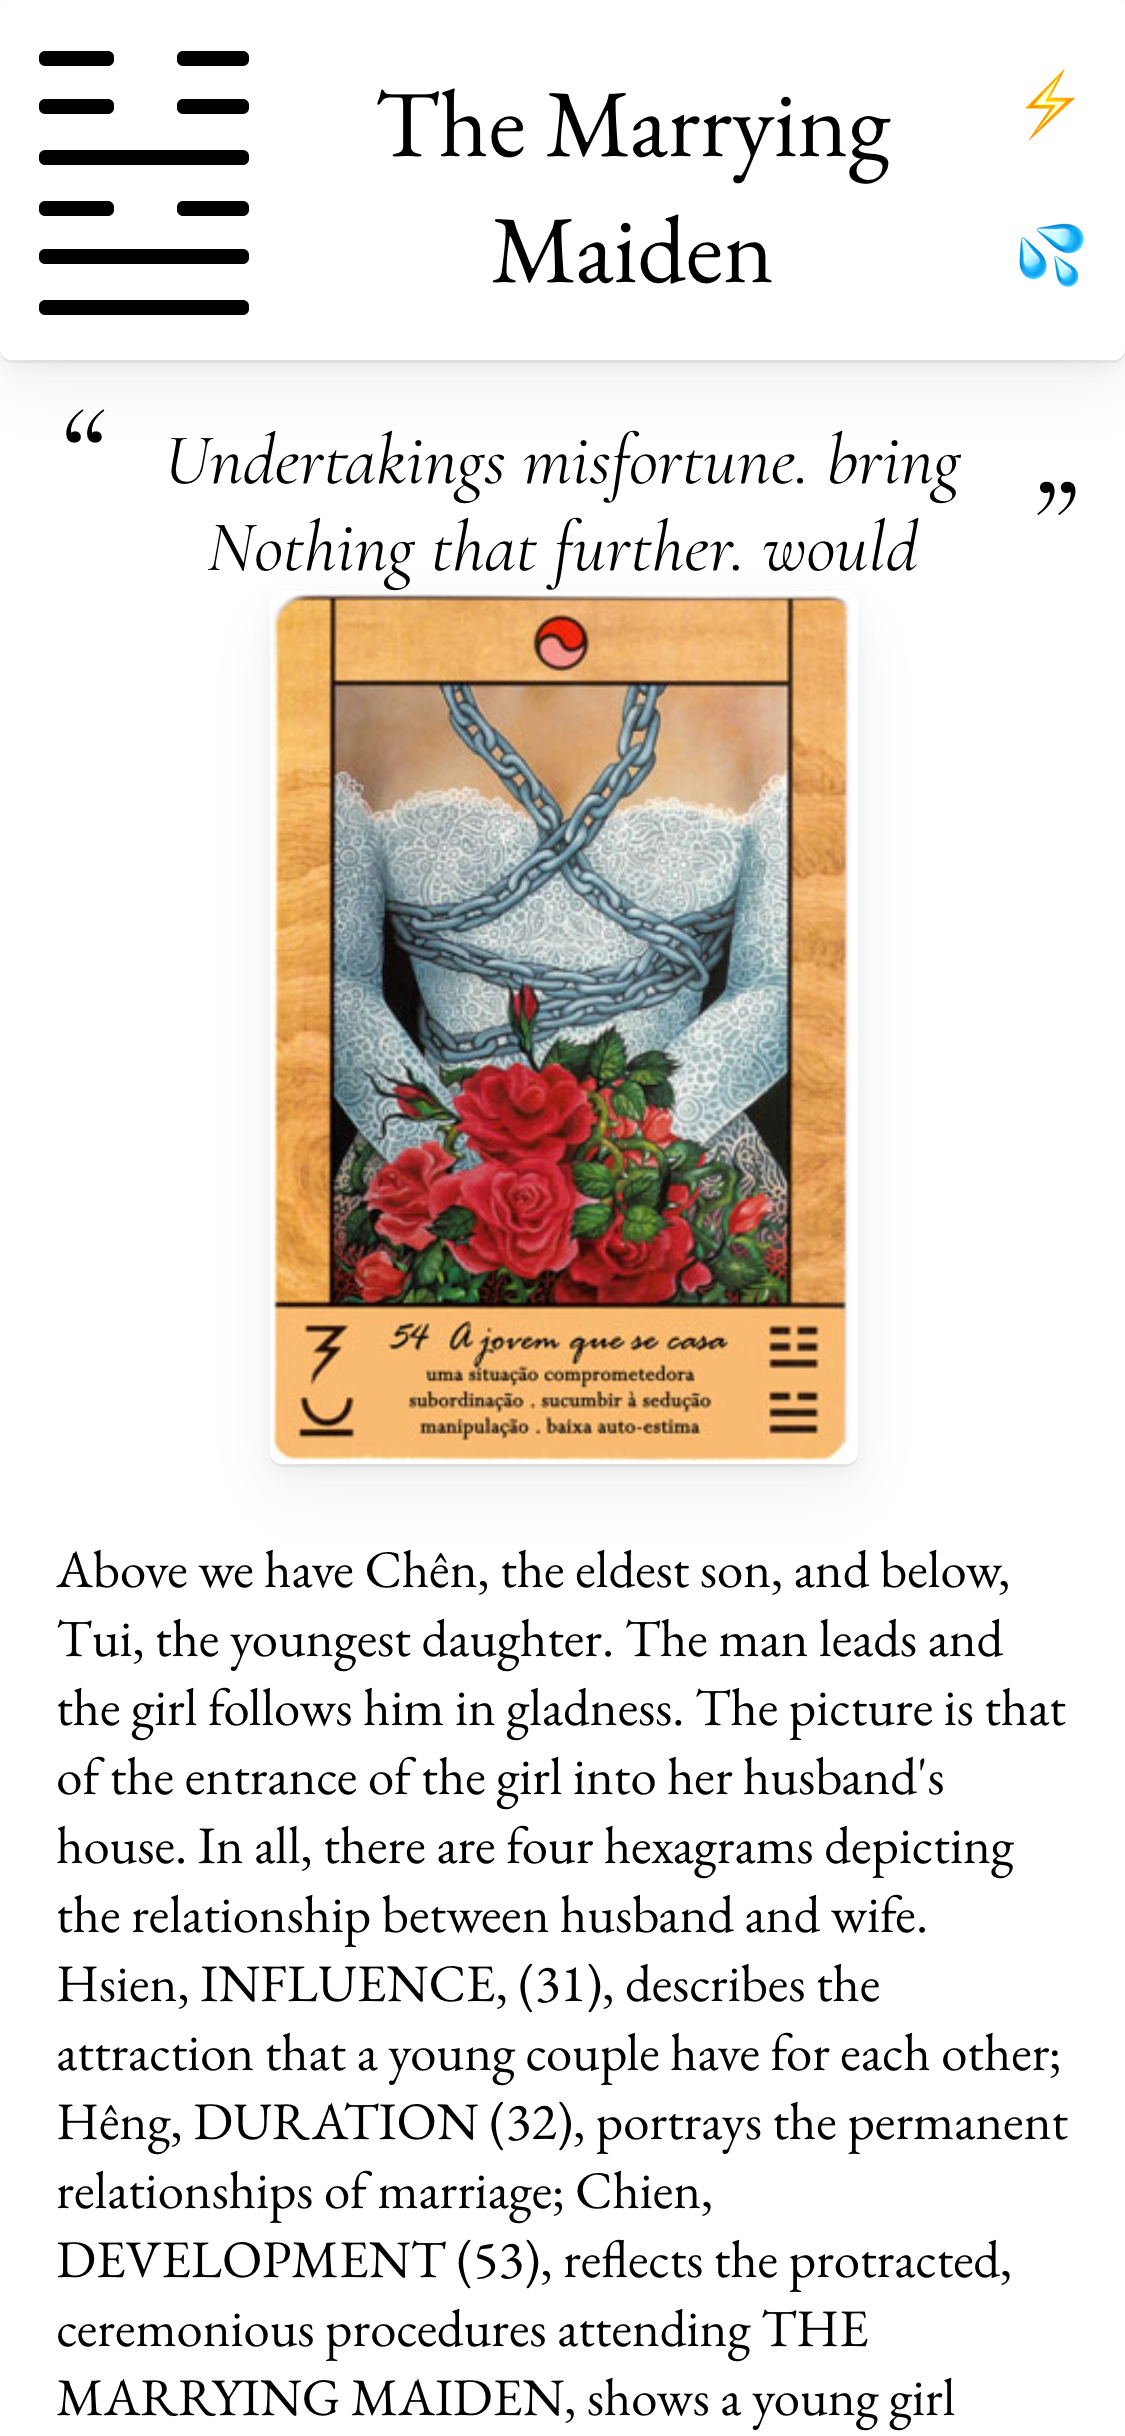 The Marrying
Maiden
“ Undertakings misfortune. bring
Nothing that further. would ”
54 A jovem que se casa
uma situação comprometedora
subordinação . sucumbir à sedução
manipulação . baixa auto-estima
Above we have Chên, the eldest son, and below,
Tui, the youngest daughter. The man leads and
the girl follows him in gladness. The picture is that
of the entrance of the girl into her husband's
house. In all, there are four hexagrams depicting
the relationship between husband and wife.
Hsien, INFLUENCE, (31), describes the
attraction that a young couple have for each other;
Hêng, DURATION (32), portrays the permanent
relationships of marriage; Chien,
DEVELOPMENT (53), reflects the protracted,
ceremonious procedures attending THE
MARRYING MAIDEN, shows a young girl